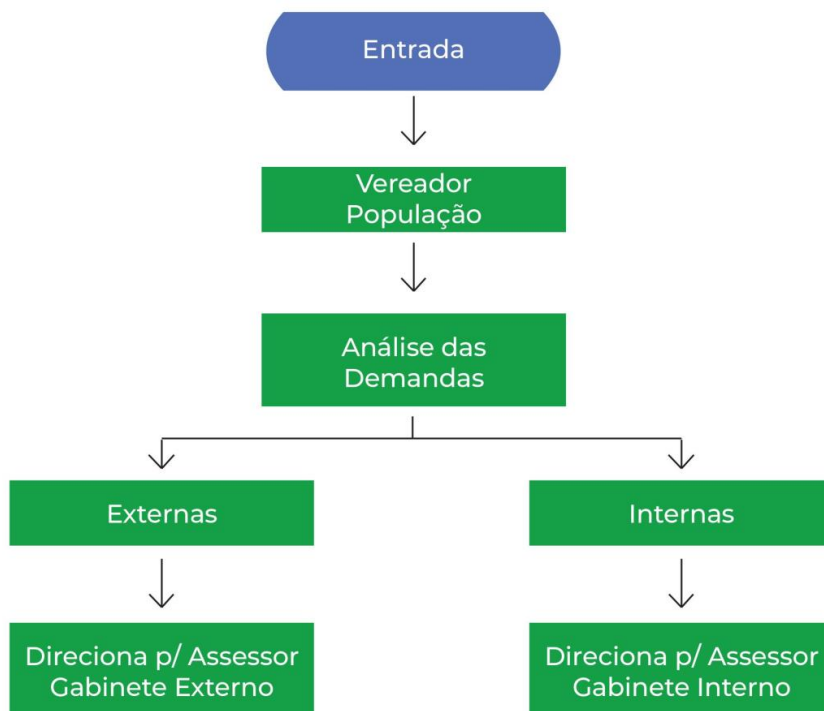 Entrada
Vereador
População
Análise das
Demandas
Externas
Internas
Direciona p/ Assessor
Gabinete Externo
Direciona p/ Assessor
Gabinete Interno